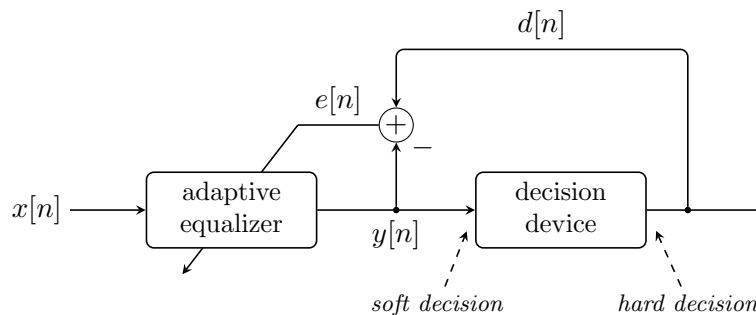 d[n]
e[n]
+
−
x[n]
adaptive
equalizer
y[n]
decision
device
soft decision
hard decision